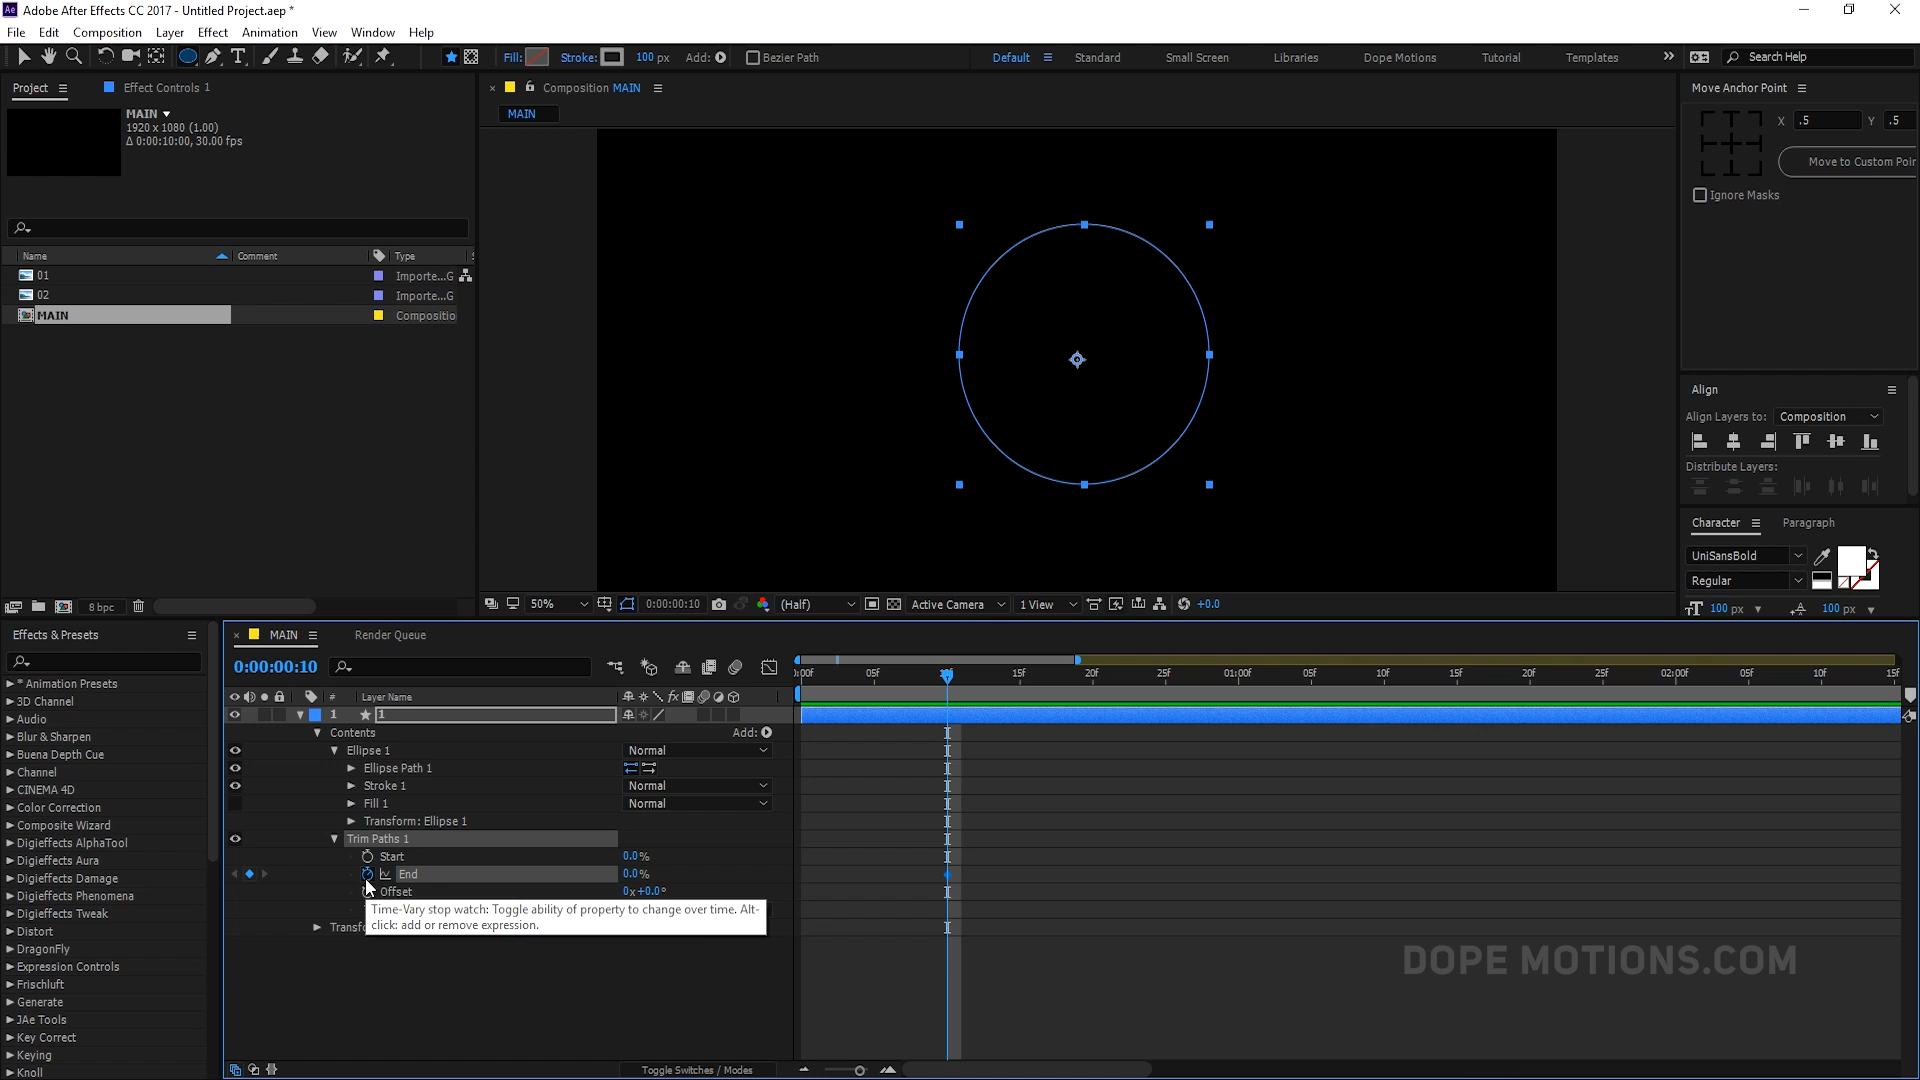 Adobe After Effects CC 2017 - Untitled Project.aep *
File Edit Composition Layer Effect Animation View Window Help
Fill: Stroke: 100 px Add: Bezier Path Default Standard Small Screen Libraries Dope Motions Tutorial Templates Search Help
Project Effect Controls 1
MAIN
1920 x 1080 (1.00)
Δ 0:00:10:00, 30.00 fps
Name Comment Type
01 Importe...G
02 Importe...G
MAIN Compositio
8 bpc
Composition MAIN
MAIN
50% 0:00:00:10 (Half) Active Camera 1 View +0.0
Move Anchor Point
X .5 Y .5
Move to Custom Poir
Ignore Masks
Align
Align Layers to: Composition
Distribute Layers:
Character Paragraph
UniSansBold
Regular
100 px 100 px
Effects & Presets
* Animation Presets
3D Channel
Audio
Blur & Sharpen
Buena Depth Cue
Channel
CINEMA 4D
Color Correction
Composite Wizard
Digieffects AlphaTool
Digieffects Aura
Digieffects Damage
Digieffects Phenomena
Digieffects Tweak
Distort
DragonFly
Expression Controls
Frischluft
Generate
JAe Tools
Key Correct
Keying
Knoll
MAIN Render Queue
0:00:00:10
05f 15f 20f 25f 01:00f 05f 10f 15f 20f 25f 02:00f 05f 10f 15f
# Layer Name
1 1
Contents Add:
Ellipse 1 Normal
Ellipse Path 1
Stroke 1 Normal
Fill 1 Normal
Transform: Ellipse 1
Trim Paths 1
Start 0.0%
End 0.0%
Offset 0x+0.0°
Time-Vary stop watch: Toggle ability of property to change over time. Alt-
click: add or remove expression.
Transf
Toggle Switches / Modes
DOPE MOTIONS.COM